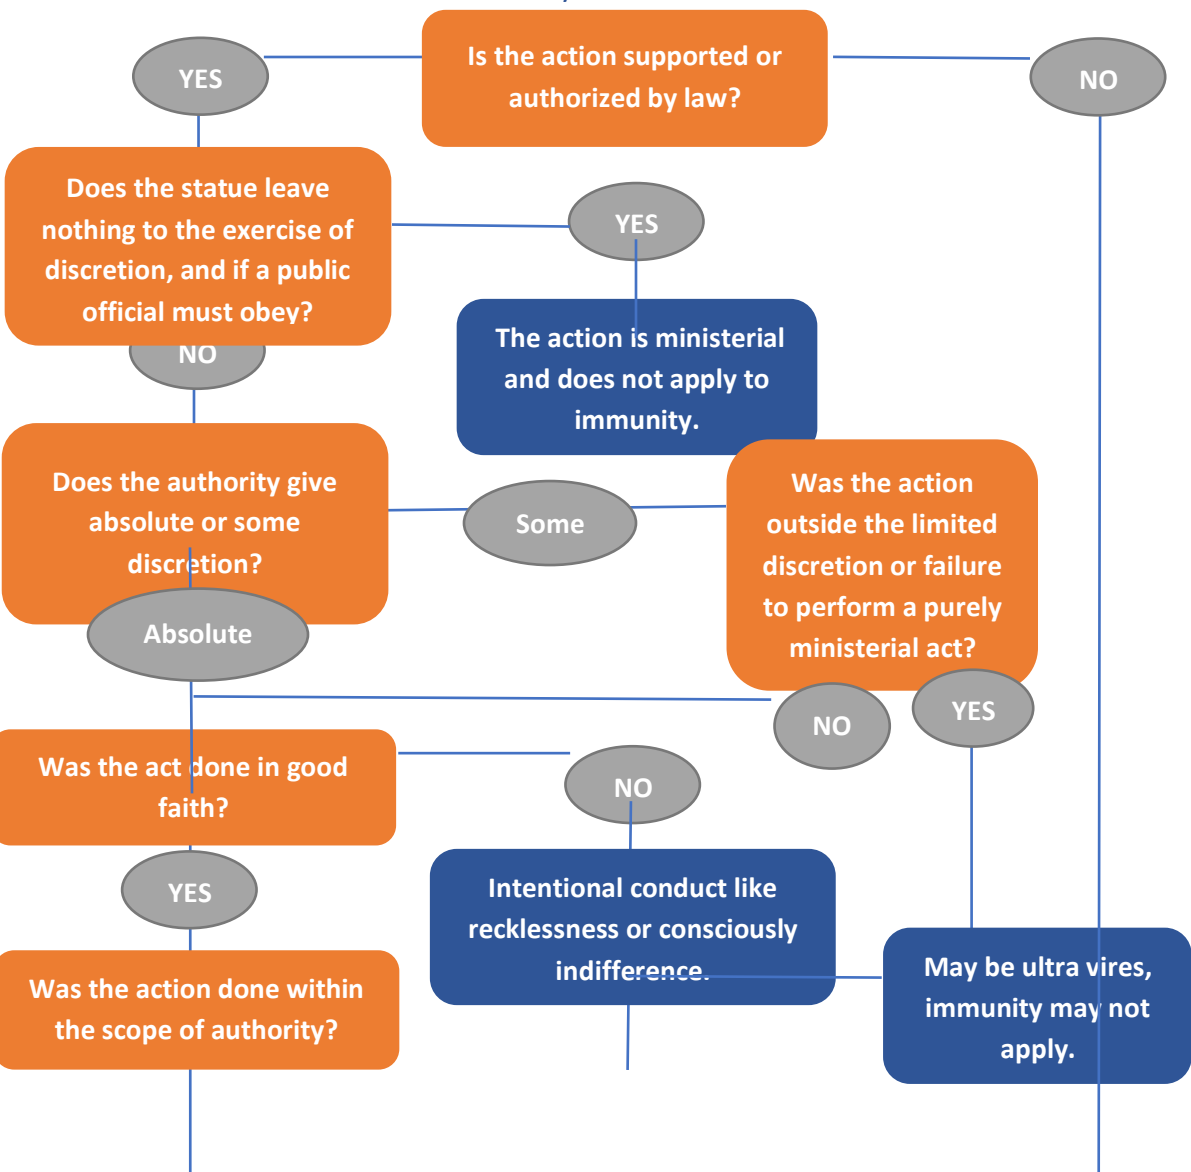 Is the action supported or
authorized by law?
YES
NO
Does the statue leave
nothing to the exercise of
discretion, and if a public
official must obey?
YES
NO
The action is ministerial
and does not apply to
immunity.
Does the authority give
absolute or some
discretion?
Some
Absolute
Was the action
outside the limited
discretion or failure
to perform a purely
ministerial act?
NO
YES
Was the act done in good
faith?
NO
YES
Intentional conduct like
recklessness or consciously
indifference.
May be ultra vires,
immunity may not
apply.
Was the action done within
the scope of authority?